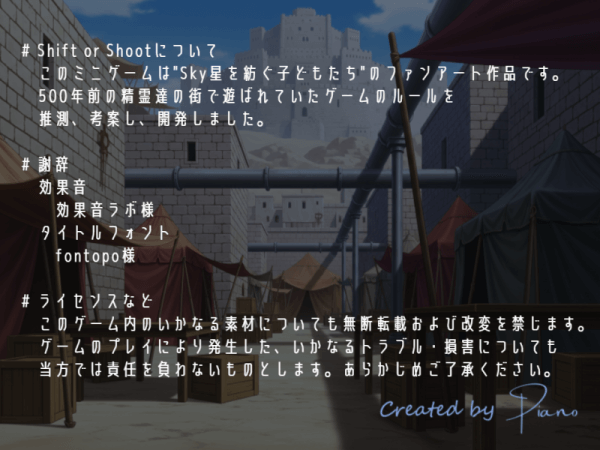 # Shift or Shootについて
このミニゲームは"Sky星を紡ぐ子どもたち"のファンアート作品です。
500年前の精霊達の街で遊ばれていたゲームのルールを
推測、考案し、開発しました。
# 謝辞
効果音
効果音ラボ様
タイトルフォント
fontopo様
# ライセンスなど
このゲーム内のいかなる素材についても無断転載および改変を禁じます。
ゲームのプレイにより発生した、いかなるトラブル・損害についても
当方では責任を負わないものとします。あらかじめご了承ください。
Created by Piano